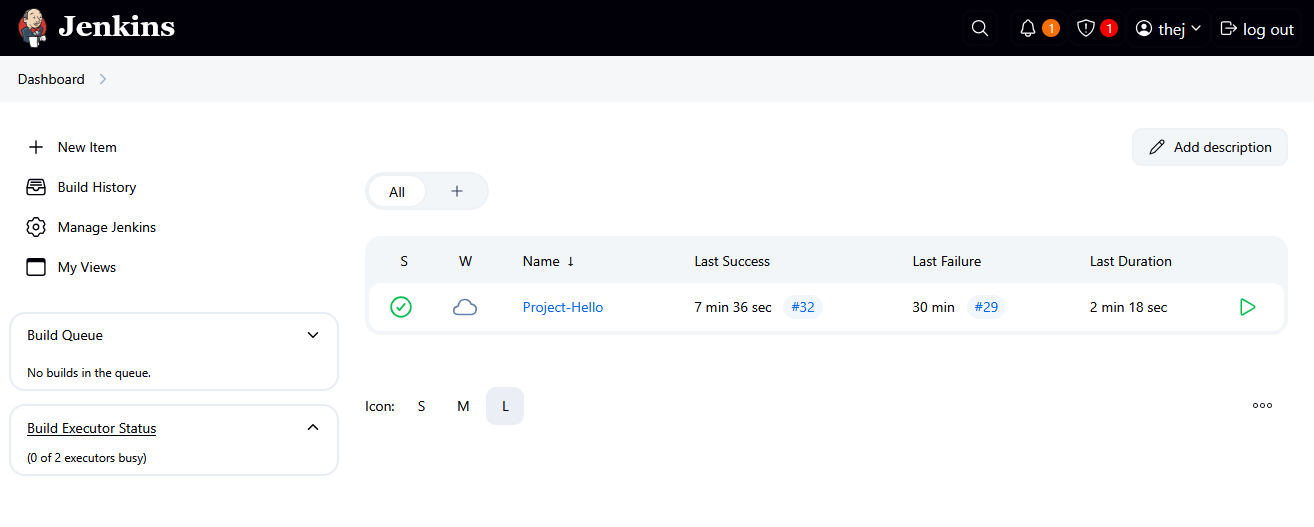 Jenkins
1
1
thej
log out
Dashboard
New Item
Build History
Manage Jenkins
My Views
Add description
All
S W Name ↓ Last Success Last Failure Last Duration
Project-Hello 7 min 36 sec #32 30 min #29 2 min 18 sec
Build Queue
No builds in the queue.
Build Executor Status
(0 of 2 executors busy)
Icon: S M L